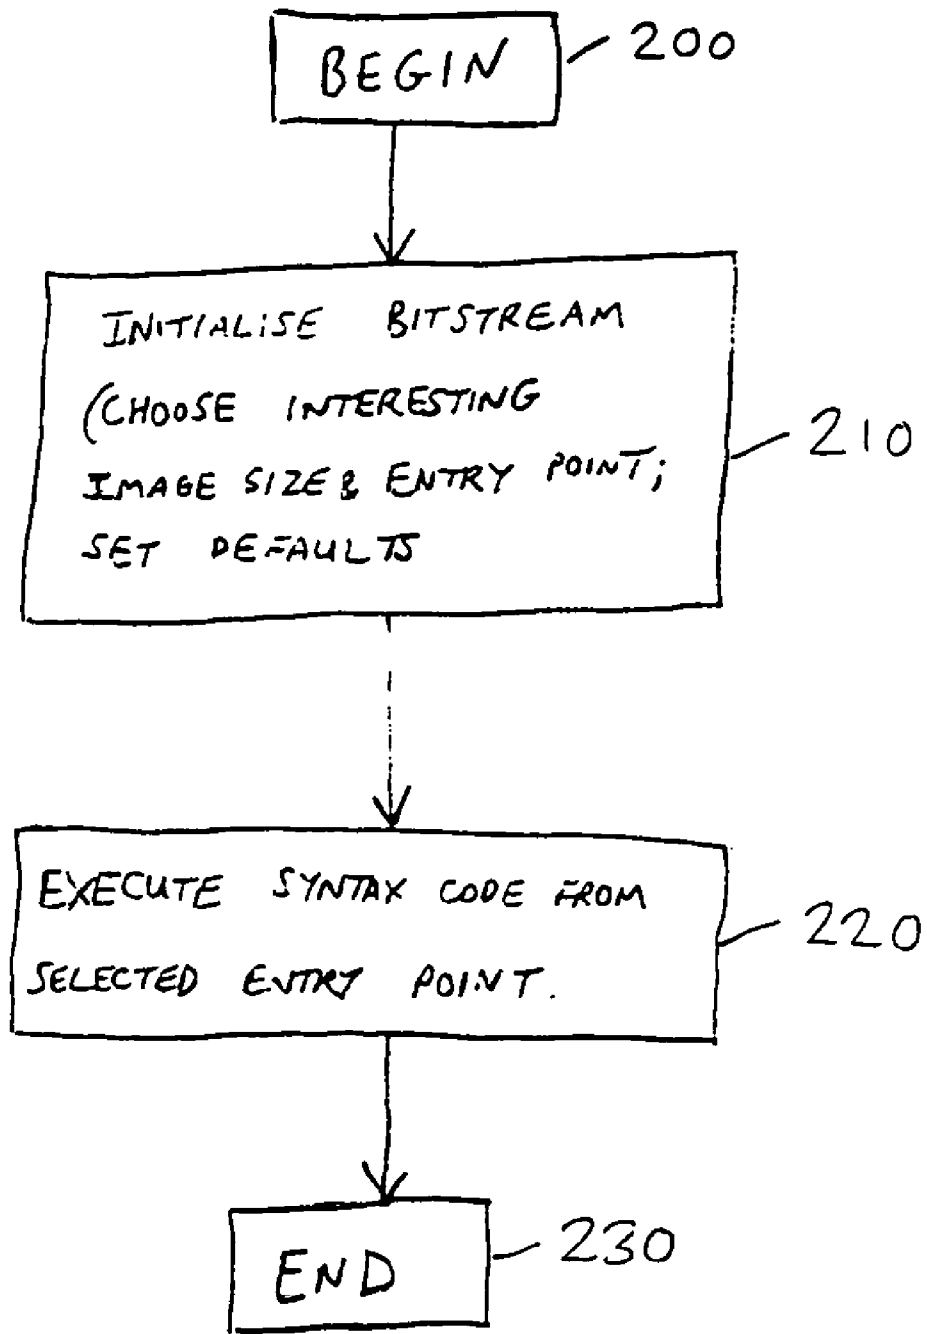 BEGIN
200
INITIALISE BITSTREAM
(CHOOSE INTERESTING
IMAGE SIZE & ENTRY POINT;
SET DEFAULTS
210
EXECUTE SYNTAX CODE FROM
SELECTED ENTRY POINT.
220
END
230